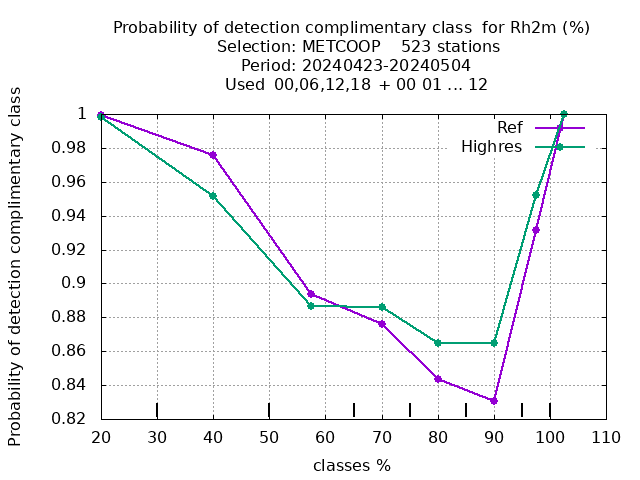 Probability of detection complimentary class  for Rh2m (%)
Selection: METCOOP    523 stations
Period: 20240423-20240504
Used  00,06,12,18 + 00 01 ... 12
Probability of detection complimentary class
1
0.98
0.96
0.94
0.92
0.9
0.88
0.86
0.84
0.82
Ref
Highres
20 30 40 50 60 70 80 90 100 110
classes %